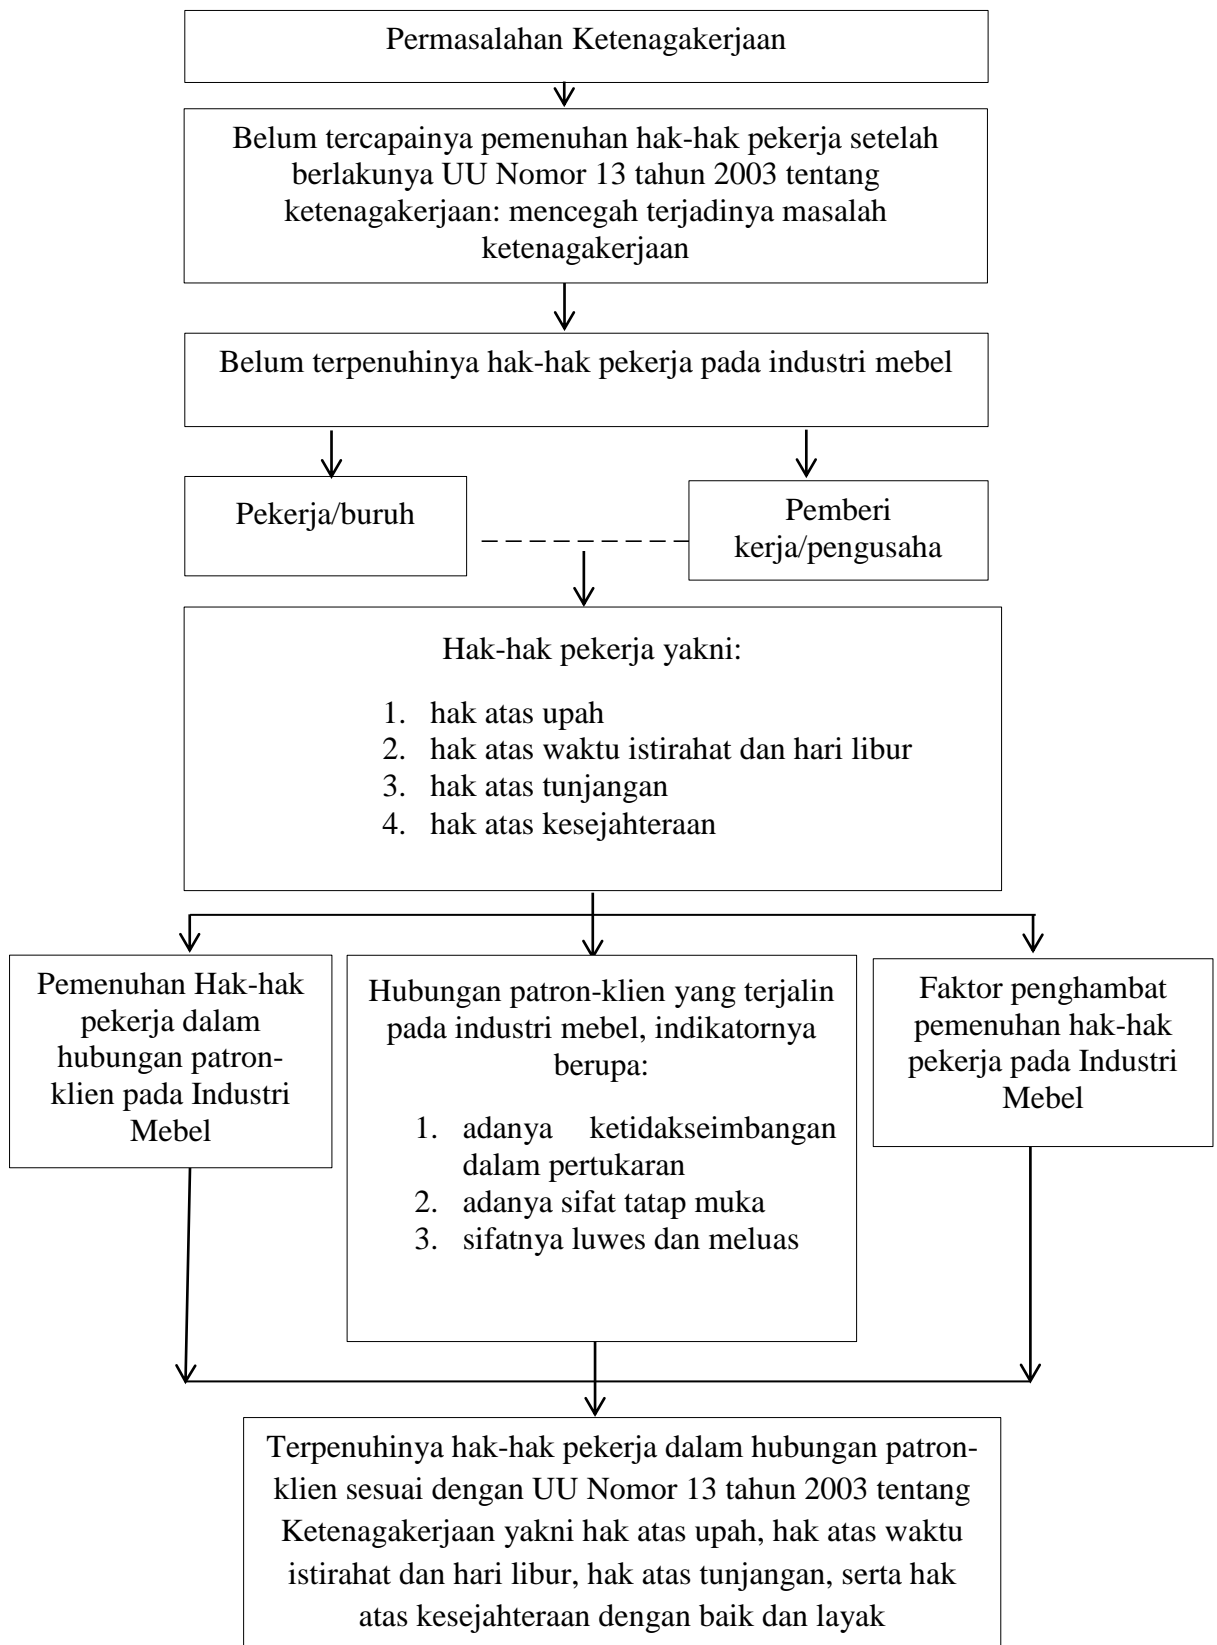 Permasalahan Ketenagakerjaan
Belum tercapainya pemenuhan hak-hak pekerja setelah
berlakunya UU Nomor 13 tahun 2003 tentang
ketenagakerjaan: mencegah terjadinya masalah
ketenagakerjaan
Belum terpenuhinya hak-hak pekerja pada industri mebel
Pekerja/buruh
Pemberi
kerja/pengusaha
Hak-hak pekerja yakni:
1. hak atas upah
2. hak atas waktu istirahat dan hari libur
3. hak atas tunjangan
4. hak atas kesejahteraan
Pemenuhan Hak-hak
pekerja dalam
hubungan patron-
klien pada Industri
Mebel
Hubungan patron-klien yang terjalin
pada industri mebel, indikatornya
berupa:
1. adanya ketidakseimbangan
dalam pertukaran
2. adanya sifat tatap muka
3. sifatnya luwes dan meluas
Faktor penghambat
pemenuhan hak-hak
pekerja pada Industri
Mebel
Terpenuhinya hak-hak pekerja dalam hubungan patron-
klien sesuai dengan UU Nomor 13 tahun 2003 tentang
Ketenagakerjaan yakni hak atas upah, hak atas waktu
istirahat dan hari libur, hak atas tunjangan, serta hak
atas kesejahteraan dengan baik dan layak